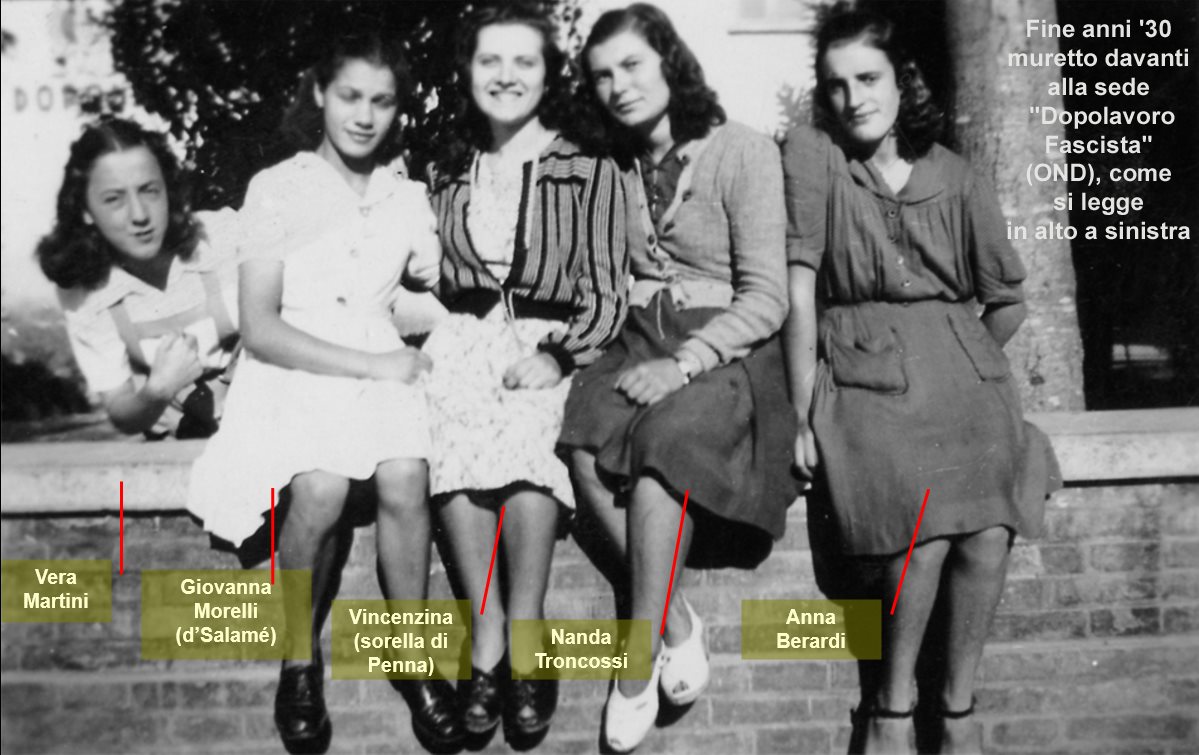 DOPO
Fine anni '30
muretto davanti
alla sede
"Dopolavoro
Fascista"
(OND), come
si legge
in alto a sinistra
Vera
Martini
Giovanna
Morelli
(d'Salamé)
Vincenzina
(sorella di
Penna)
Nanda
Troncossi
Anna
Berardi